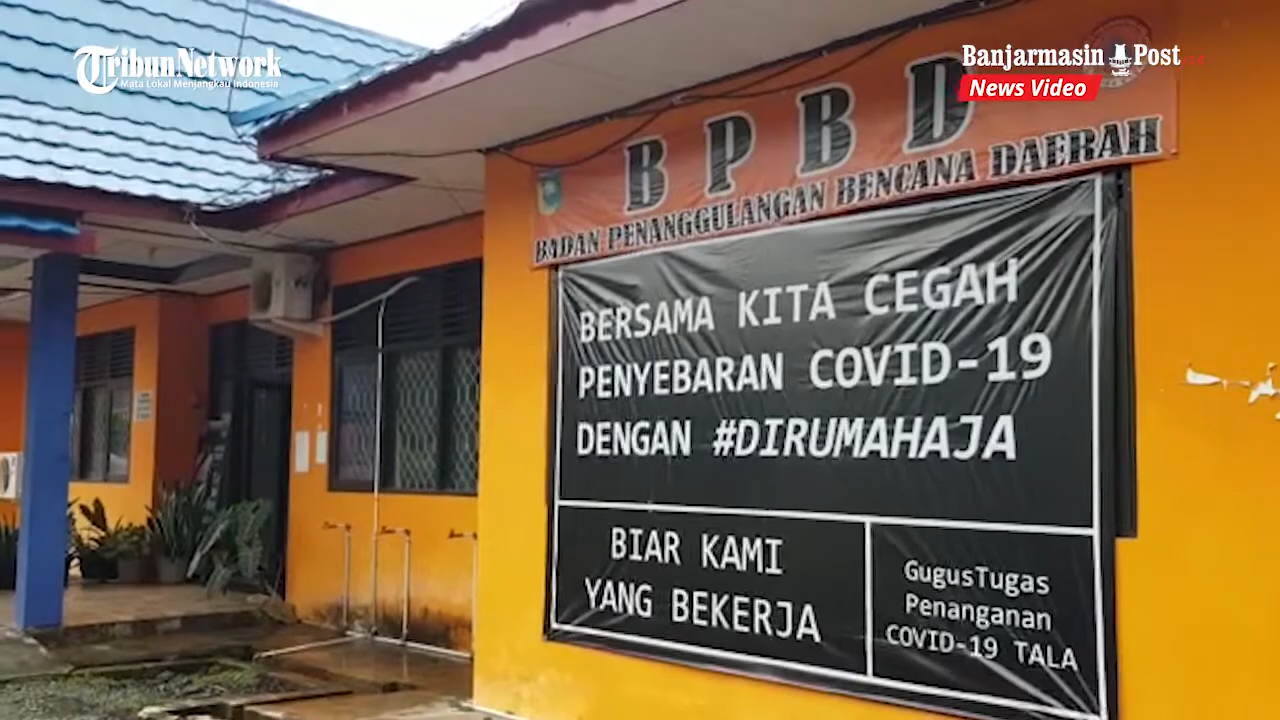 TribunNetwork
Mata Lokal Menjangkau Indonesia
Banjarmasin Post
News Video
BPBD
BADAN PENANGGULANGAN BENCANA DAERAH
BERSAMA KITA CEGAH
PENYEBARAN COVID-19
DENGAN #DIRUMAHAJA
BIAR KAMI
YANG BEKERJA
GugusTugas
Penanganan
COVID-19 TALA